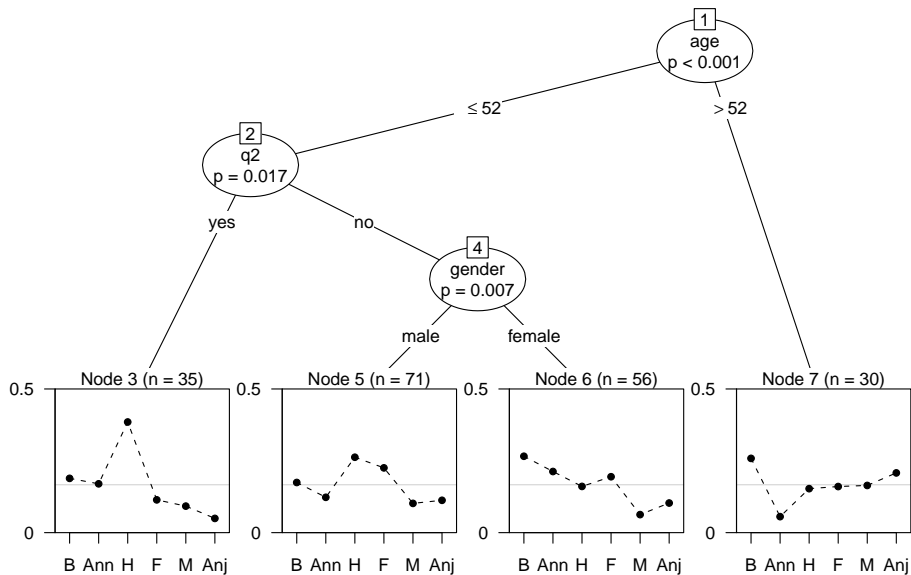 1
age
p < 0.001
≤ 52
> 52
2
q2
p = 0.017
yes
no
4
gender
p = 0.007
male
female
Node 3 (n = 35)
0.5
0
B Ann H F M Anj
Node 5 (n = 71)
0.5
0
B Ann H F M Anj
Node 6 (n = 56)
0.5
0
B Ann H F M Anj
Node 7 (n = 30)
0.5
0
B Ann H F M Anj